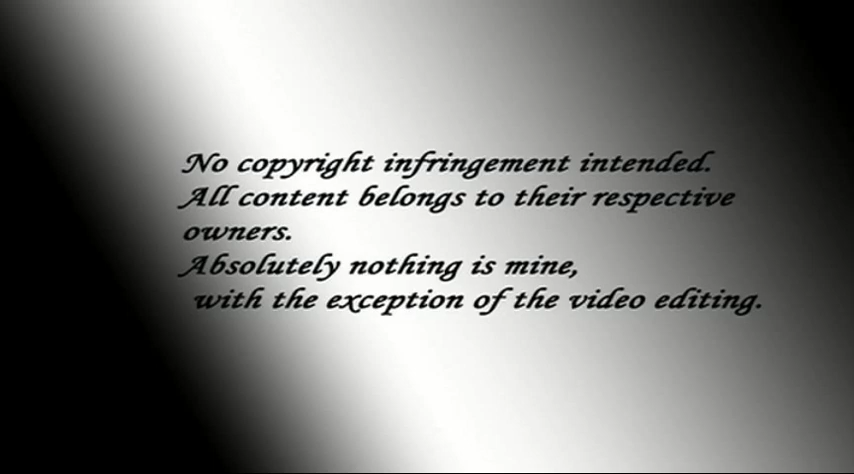 No copyright infringement intended.
All content belongs to their respective
owners.
Absolutely nothing is mine,
with the exception of the video editing.